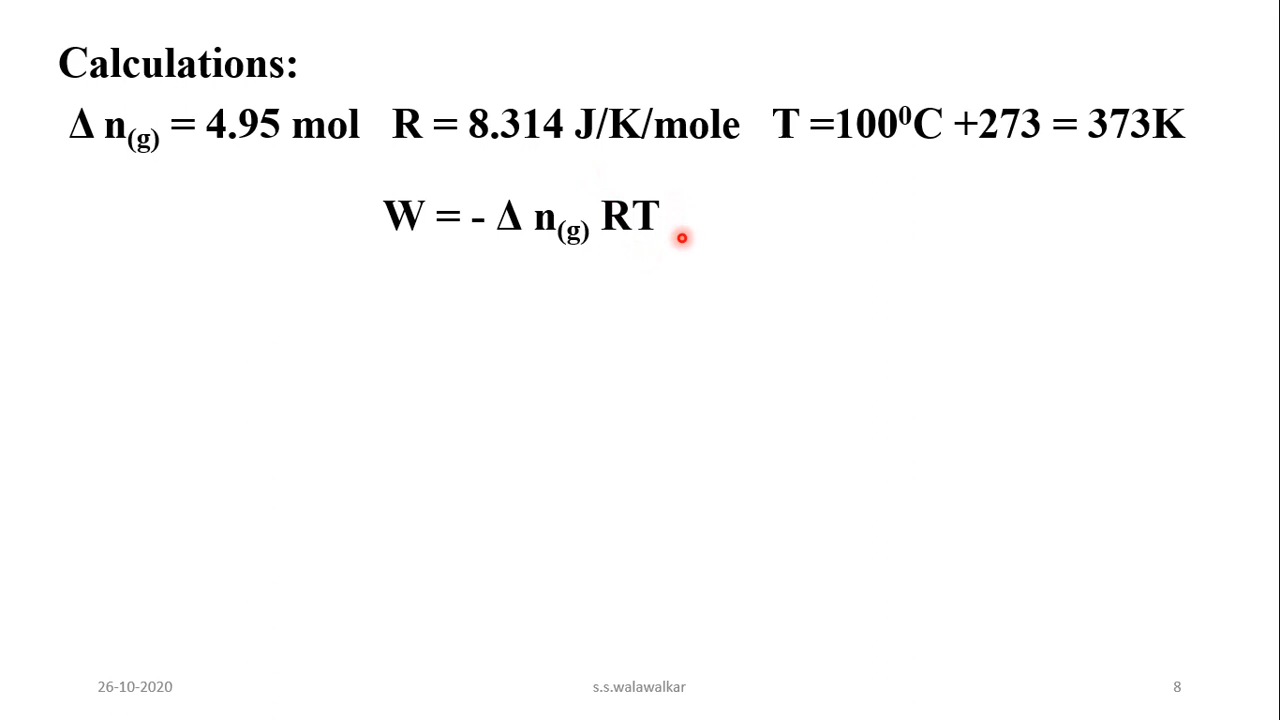 Calculations:
Δ n(g) = 4.95 mol R = 8.314 J/K/mole T =100⁰C +273 = 373K
W = - Δ n(g) RT
26-10-2020 s.s.walawalkar 8